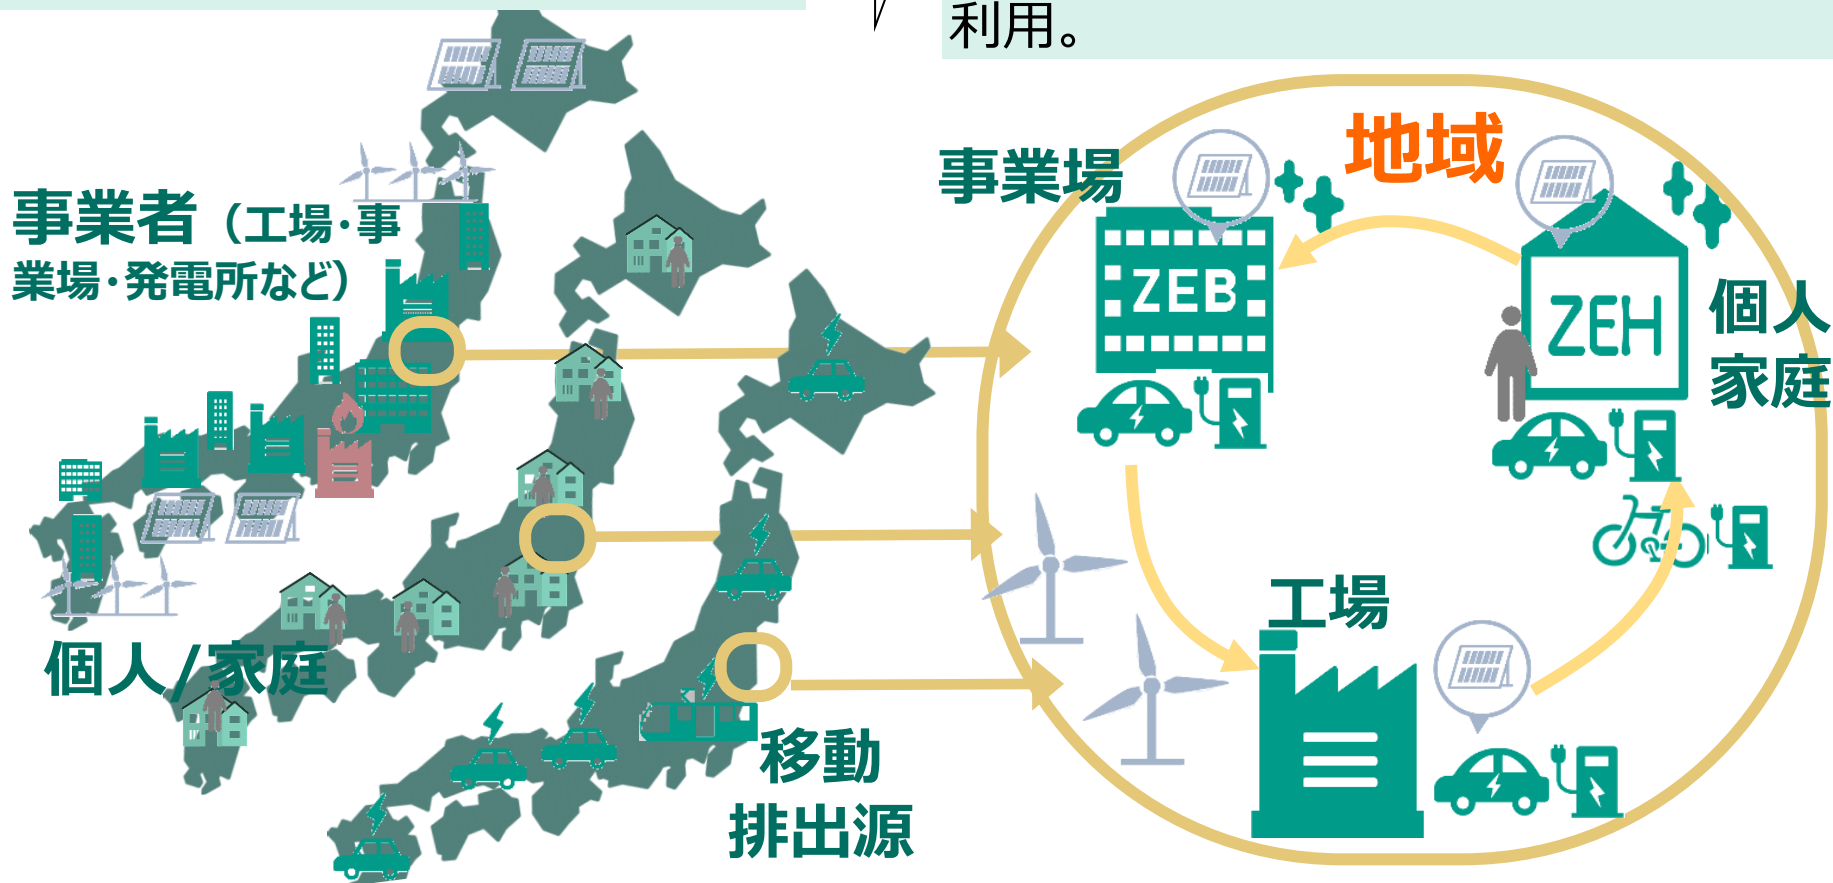 利用。
事業者（工場・事
業場・発電所など）
個人/家庭
移動
排出源
地域
事業場
ZEB
ZEH
個人
家庭
工場